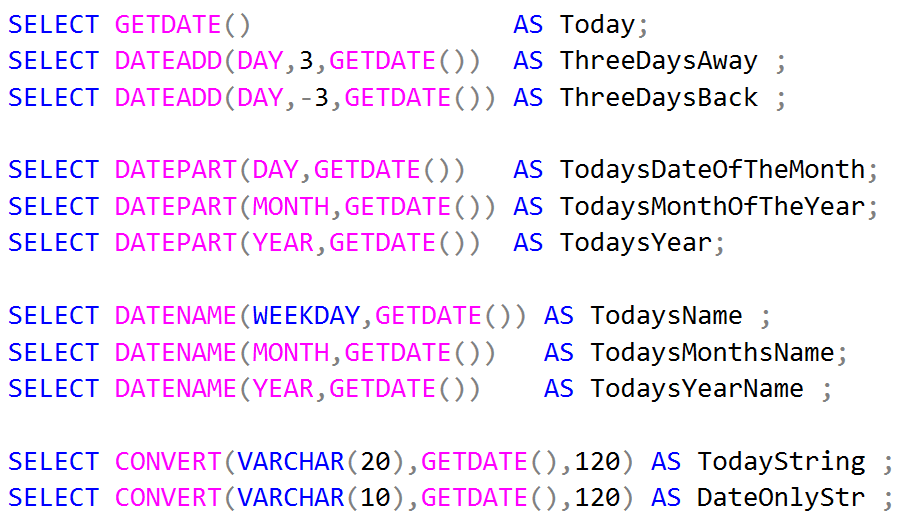 SELECT GETDATE()                 AS Today;
SELECT DATEADD(DAY,3,GETDATE())  AS ThreeDaysAway ;
SELECT DATEADD(DAY,-3,GETDATE()) AS ThreeDaysBack ;

SELECT DATEPART(DAY,GETDATE())   AS TodaysDateOfTheMonth;
SELECT DATEPART(MONTH,GETDATE()) AS TodaysMonthOfTheYear;
SELECT DATEPART(YEAR,GETDATE())  AS TodaysYear;

SELECT DATENAME(WEEKDAY,GETDATE()) AS TodaysName ;
SELECT DATENAME(MONTH,GETDATE())   AS TodaysMonthsName;
SELECT DATENAME(YEAR,GETDATE())    AS TodaysYearName ;

SELECT CONVERT(VARCHAR(20),GETDATE(),120) AS TodayString ;
SELECT CONVERT(VARCHAR(10),GETDATE(),120) AS DateOnlyStr ;